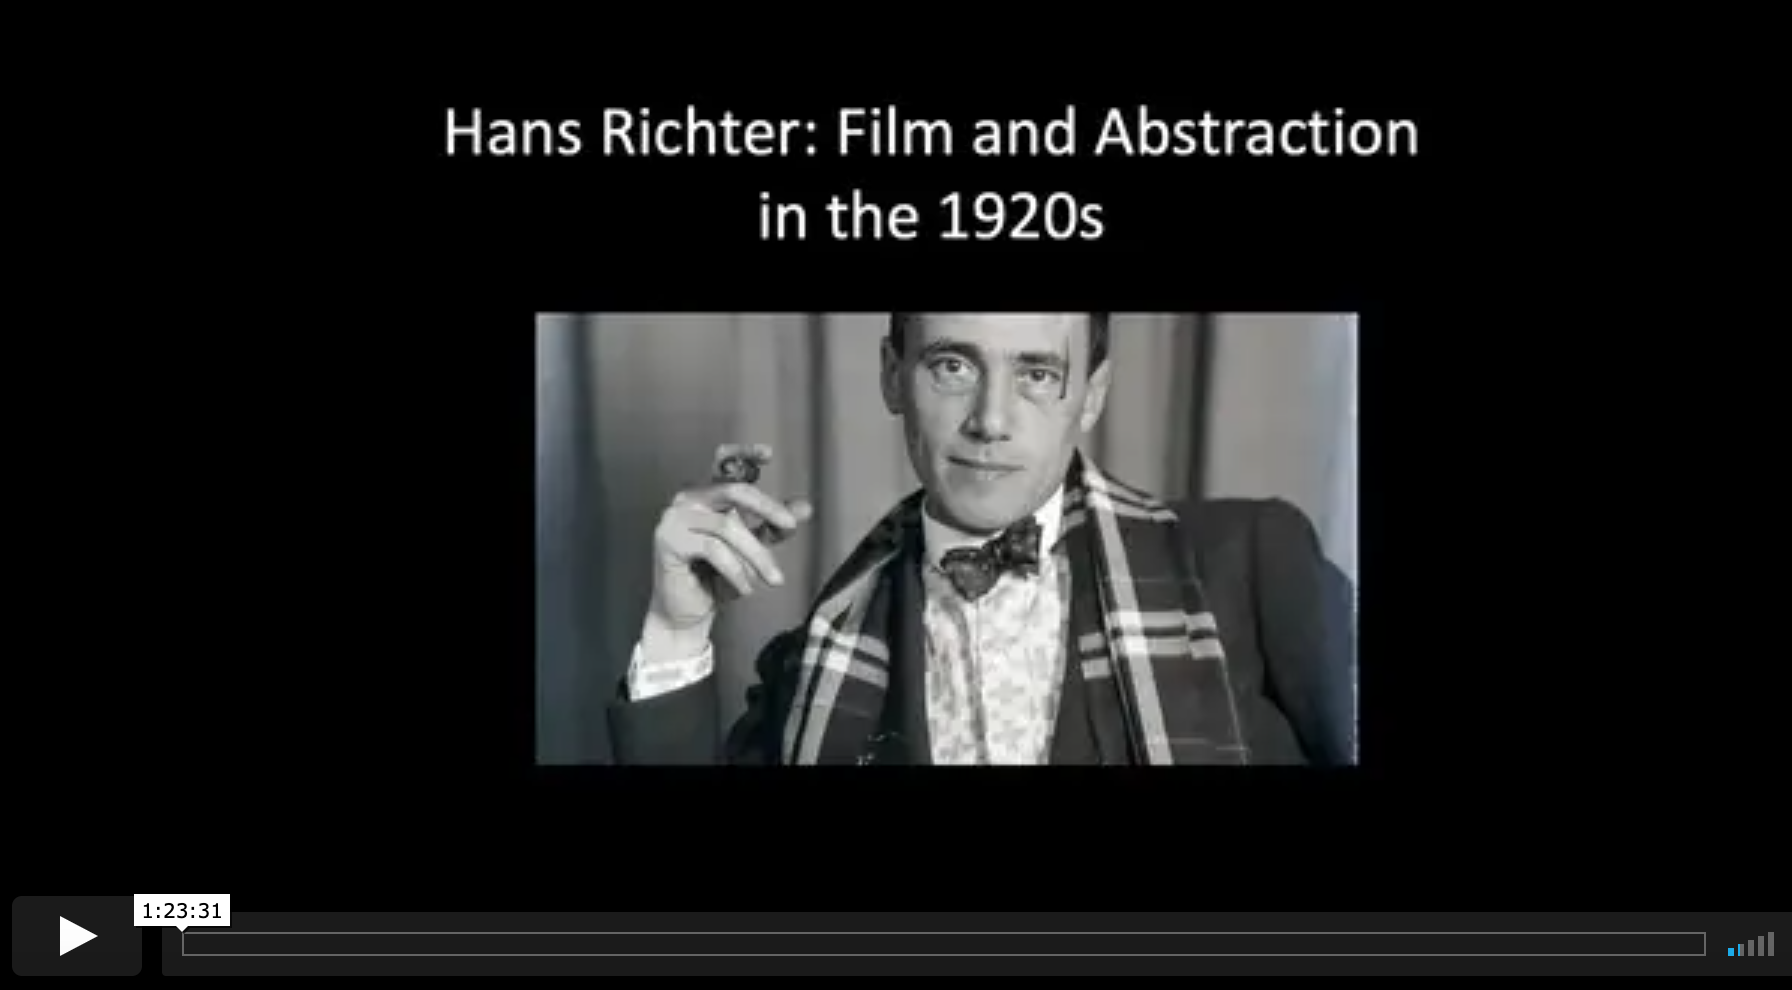 Hans Richter: Film and Abstraction
in the 1920s
1:23:31